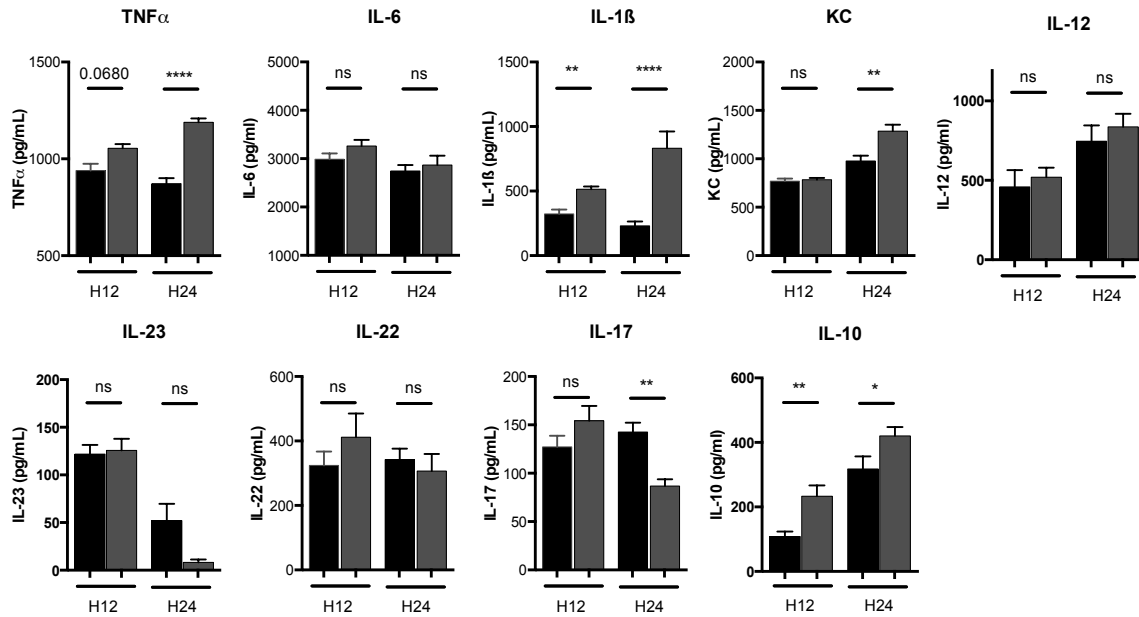 TNFα
1500
1000
500
TNFα (pg/mL)
0.0680
****
H12
H24
IL-6
5000
4000
3000
2000
1000
IL-6 (pg/ml)
ns
ns
H12
H24
IL-1ß
1500
1000
500
0
IL-1ß (pg/mL)
**
****
H12
H24
KC
2000
1500
1000
500
0
KC (pg/mL)
ns
**
H12
H24
IL-12
1000
500
0
IL-12 (pg/ml)
ns
ns
H12
H24
IL-23
200
150
100
50
0
IL-23 (pg/mL)
ns
ns
H12
H24
IL-22
600
400
200
0
IL-22 (pg/mL)
ns
ns
H12
H24
IL-17
200
150
100
50
0
IL-17 (pg/mL)
ns
**
H12
H24
IL-10
600
400
200
0
IL-10 (pg/ml)
**
*
H12
H24